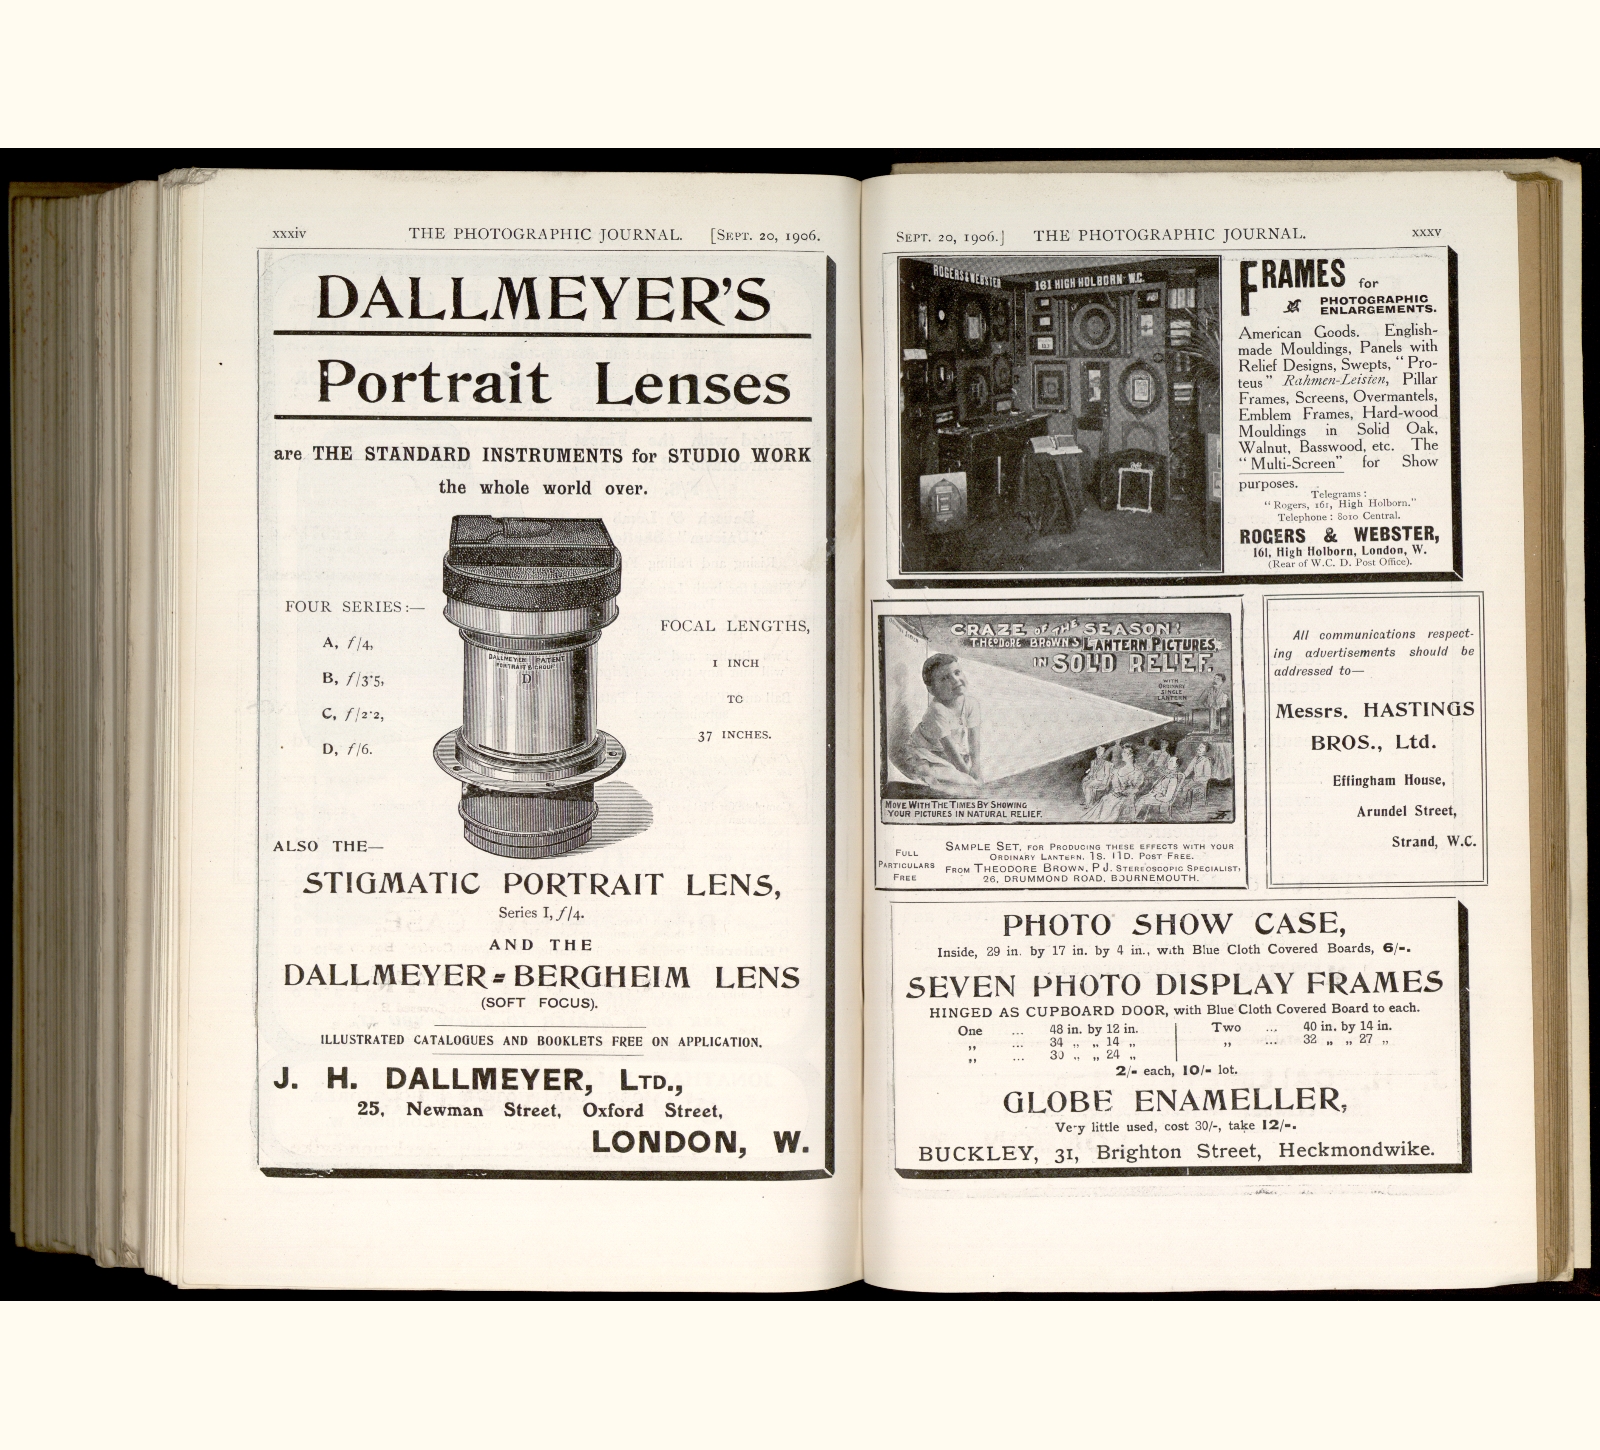 xxxiv THE PHOTOGRAPHIC JOURNAL. [SEPT. 20, 1906.
DALLMEYER'S
Portrait Lenses
are THE STANDARD INSTRUMENTS for STUDIO WORK
the whole world over.
FOUR SERIES:—
A, f/4,
B, f/3·5,
C, f/2·2,
D, f/6.
DALLMEYER PATENT
PORTRAIT & GROUP
D
FOCAL LENGTHS,
1 INCH
TO
37 INCHES.
ALSO THE—
STIGMATIC PORTRAIT LENS,
Series I, f/4.
AND THE
DALLMEYER=BERGHEIM LENS
(SOFT FOCUS).
ILLUSTRATED CATALOGUES AND BOOKLETS FREE ON APPLICATION.
J. H. DALLMEYER, LTD.,
25, Newman Street, Oxford Street,
LONDON, W.
SEPT. 20, 1906.] THE PHOTOGRAPHIC JOURNAL. xxxv
ROGERS & WEBSTER
161 HIGH HOLBORN W.C.
E
FRAMES for
PHOTOGRAPHIC
ENLARGEMENTS.
American Goods. English-
made Mouldings, Panels with
Relief Designs, Swepts, "Pro-
teus" Rahmen-Leisten, Pillar
Frames, Screens, Overmantels,
Emblem Frames, Hard-wood
Mouldings in Solid Oak,
Walnut, Basswood, etc. The
"Multi-Screen" for Show
purposes.
Telegrams:
"Rogers, 161, High Holborn."
Telephone: 8010 Central.
ROGERS & WEBSTER,
161, High Holborn, London, W.
(Rear of W.C. D. Post Office).
CRAZE OF THE SEASON!
THEODORE BROWN'S LANTERN PICTURES,
IN SOLID RELIEF.
WITH
ORDINARY
SINGLE
LANTERN
MOVE WITH THE TIMES BY SHOWING
YOUR PICTURES IN NATURAL RELIEF.
FULL
PARTICULARS
FREE
SAMPLE SET, FOR PRODUCING THESE EFFECTS WITH YOUR
ORDINARY LANTERN. 1S. 11D. POST FREE.
FROM THEODORE BROWN, P J. STEREOSCOPIC SPECIALIST,
26, DRUMMOND ROAD, BOURNEMOUTH.
All communications respect-
ing advertisements should be
addressed to—
Messrs. HASTINGS
BROS., Ltd.
Effingham House,
Arundel Street,
Strand, W.C.
PHOTO SHOW CASE,
Inside, 29 in. by 17 in. by 4 in., with Blue Cloth Covered Boards, 6/-.
SEVEN PHOTO DISPLAY FRAMES
HINGED AS CUPBOARD DOOR, with Blue Cloth Covered Board to each.
One ... 48 in. by 12 in. Two ... 40 in. by 14 in.
,, ... 34 ,, ,, 14 ,, ,, ... 32 ,, ,, 27 ,,
,, ... 30 ,, ,, 24 ,,
2/- each, 10/- lot.
GLOBE ENAMELLER,
Very little used, cost 30/-, take 12/-.
BUCKLEY, 31, Brighton Street, Heckmondwike.